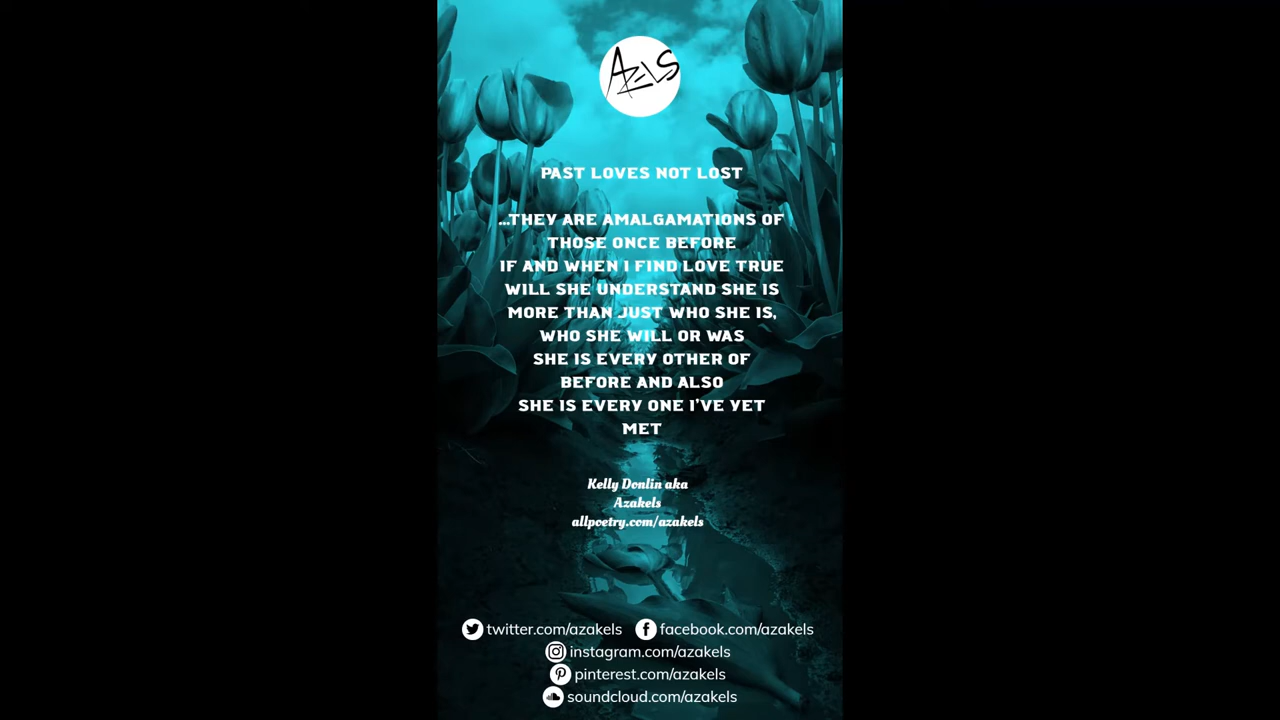 AZELS
PAST LOVES NOT LOST
...THEY ARE AMALGAMATIONS OF
THOSE ONCE BEFORE
IF AND WHEN I FIND LOVE TRUE
WILL SHE UNDERSTAND SHE IS
MORE THAN JUST WHO SHE IS,
WHO SHE WILL OR WAS
SHE IS EVERY OTHER OF
BEFORE AND ALSO
SHE IS EVERY ONE I'VE YET
MET
Kelly Donlin aka
Azakels
allpoetry.com/azakels
twitter.com/azakels facebook.com/azakels
instagram.com/azakels
pinterest.com/azakels
soundcloud.com/azakels